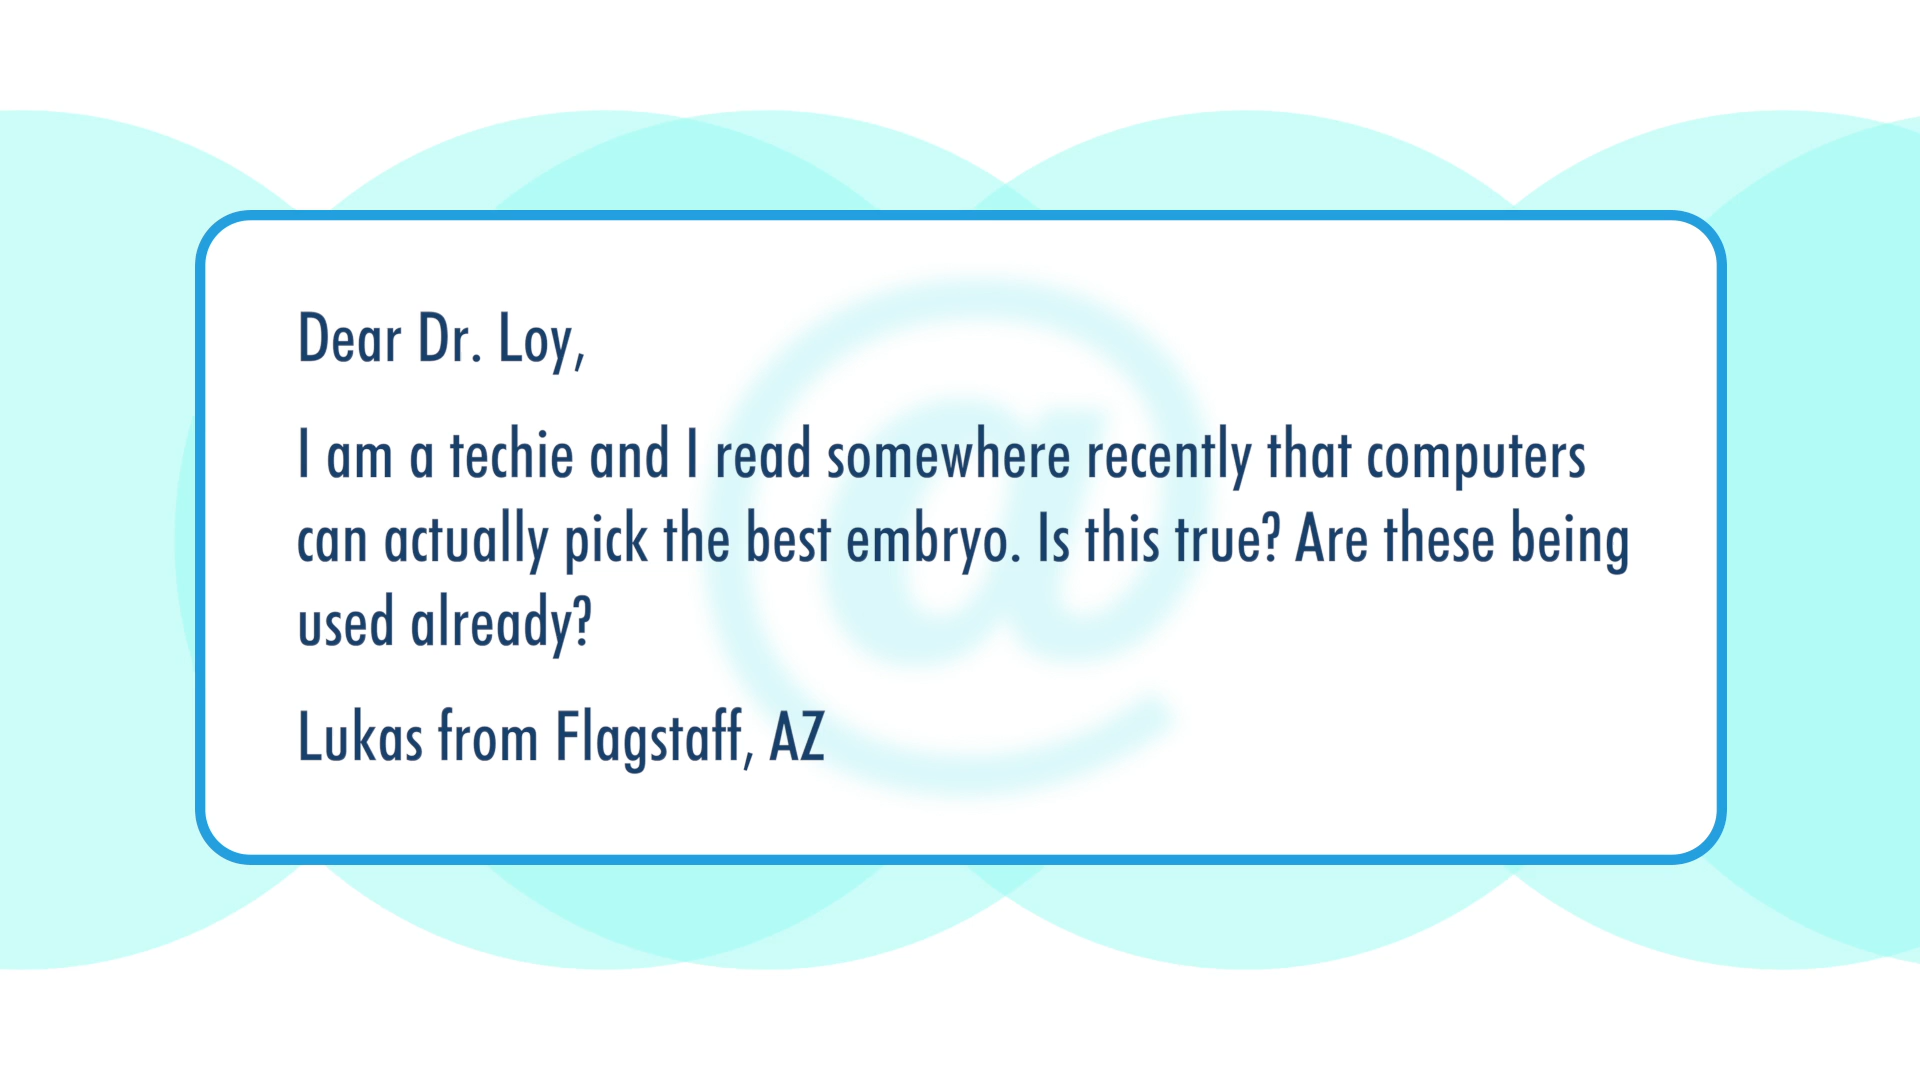 Dear Dr. Loy,
I am a techie and I read somewhere recently that computers
can actually pick the best embryo. Is this true? Are these being
used already?
Lukas from Flagstaff, AZ
@